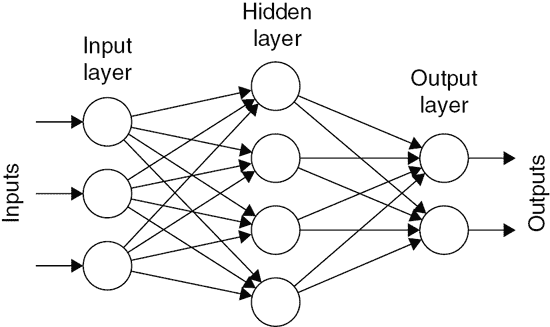 Hidden
layer
Input
layer
Output
layer
Inputs
Outputs